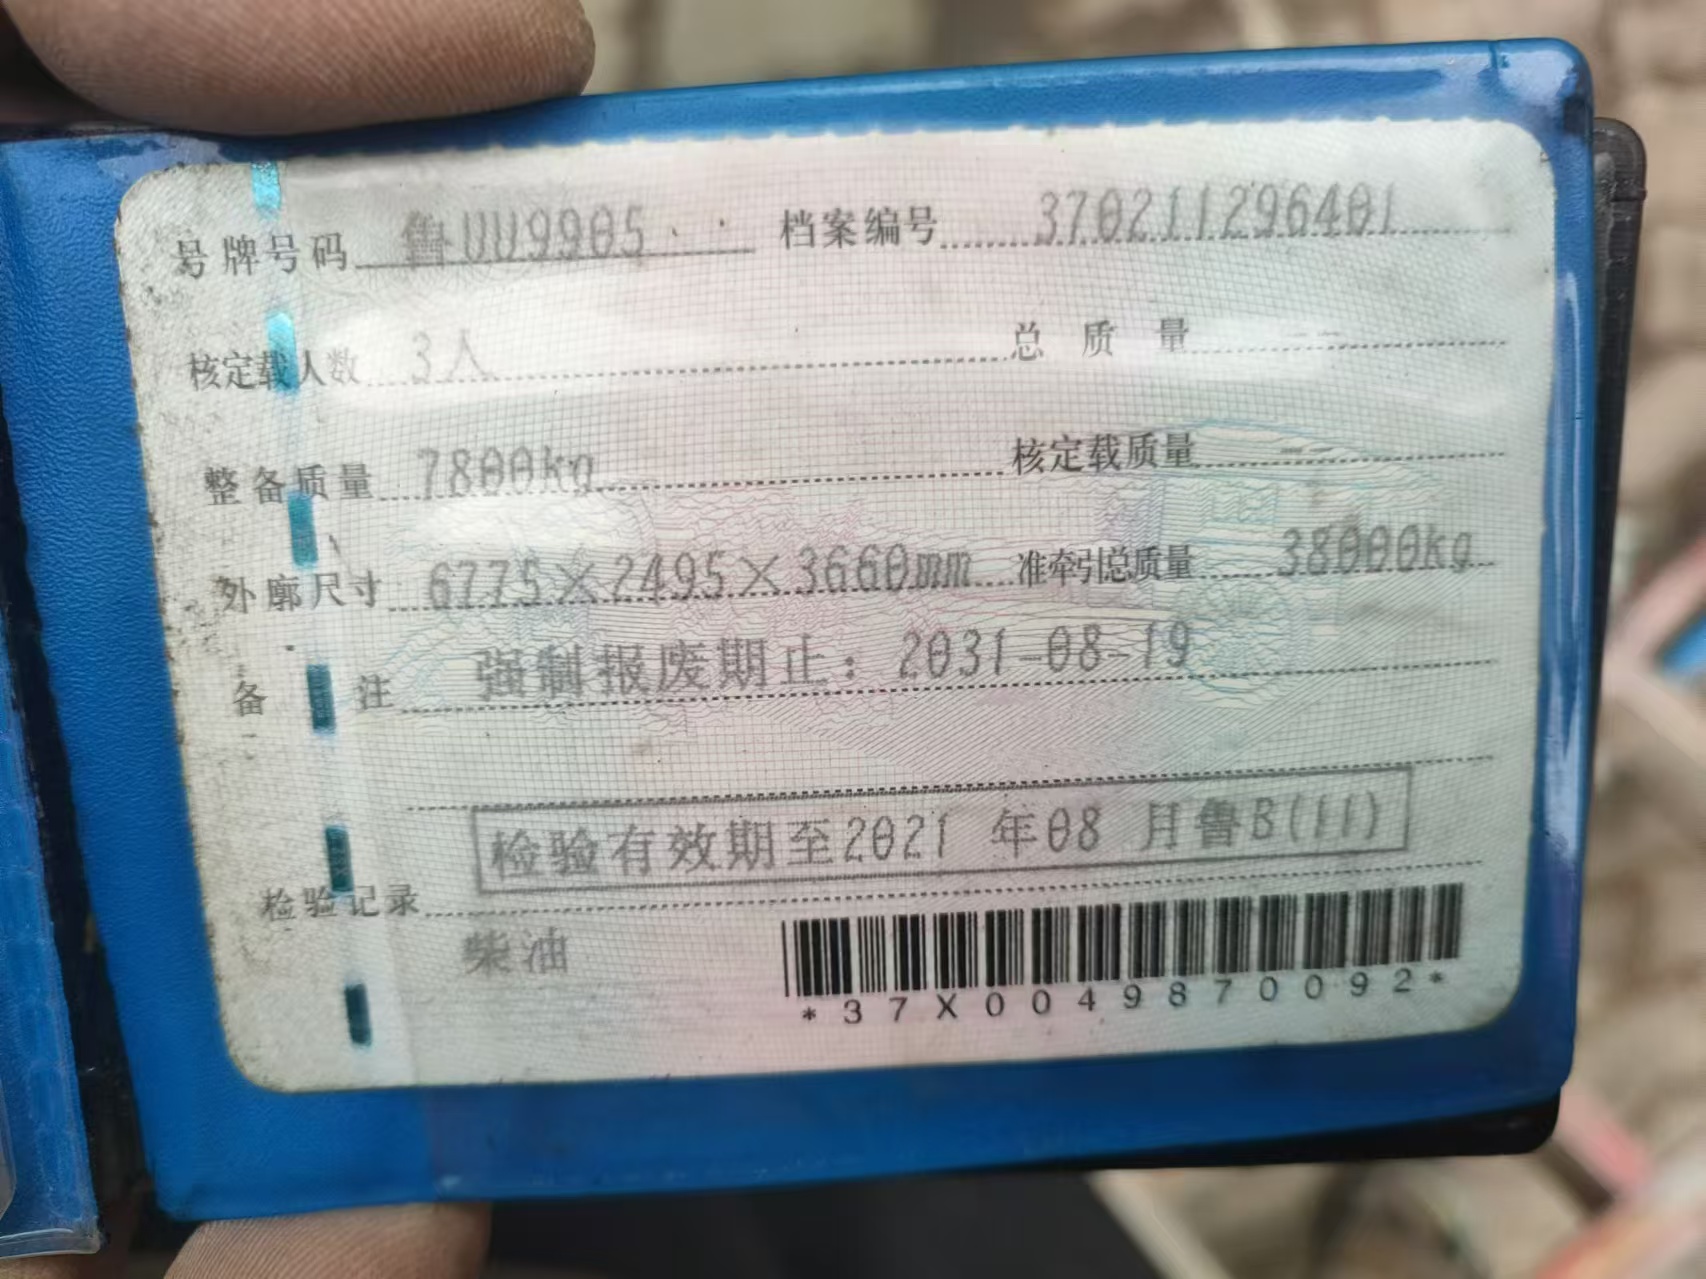 号牌号码 鲁UU9905 档案编号 370211296401
核定载人数 3人 总质量 --
整备质量 7800kg 核定载质量 --
外廓尺寸 6775×2495×3660mm 准牵引总质量 38000kg
备注 强制报废期止：2031-08-19
检验有效期至2021 年08 月鲁B(11)
检验记录
柴油
*37X0049870092*